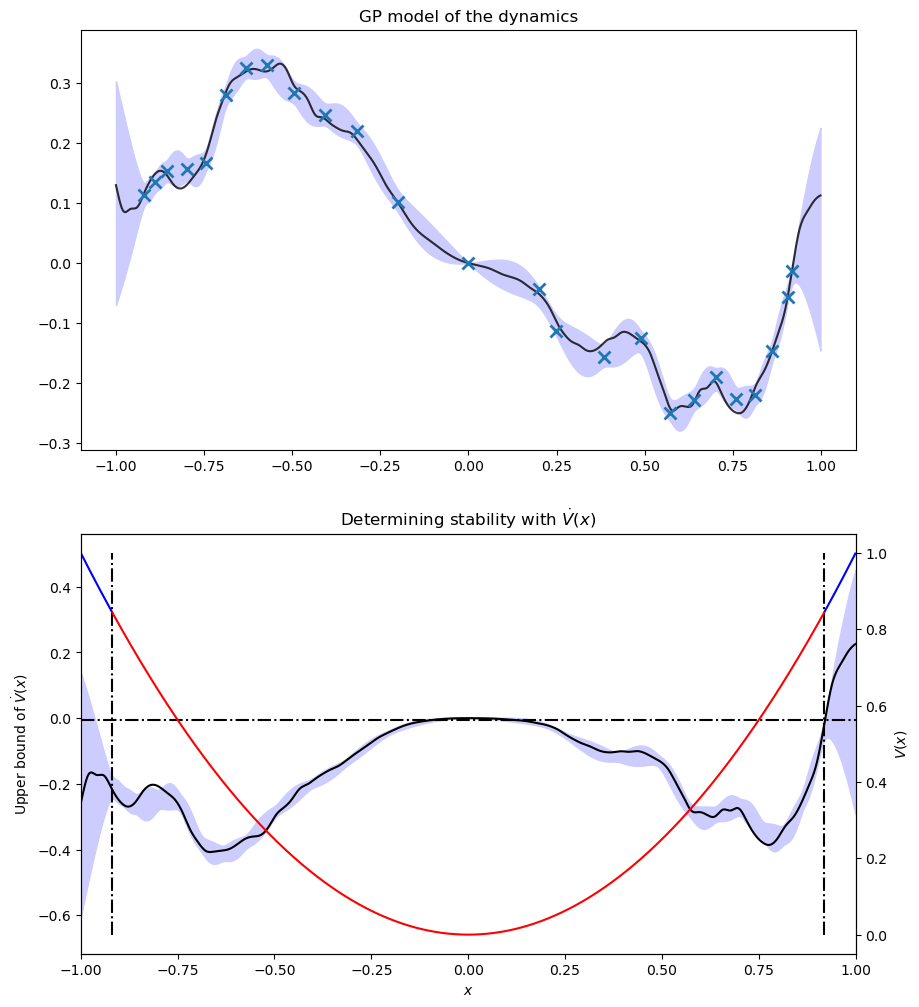 GP model of the dynamics
0.3
0.2
0.1
0.0
−0.1
−0.2
−0.3
−1.00 −0.75 −0.50 −0.25 0.00 0.25 0.50 0.75 1.00
Determining stability with V̇(x)
Upper bound of V̇(x)
0.4
0.2
0.0
−0.2
−0.4
−0.6
1.0
0.8
0.6
0.4
0.2
0.0
V(x)
−1.00 −0.75 −0.50 −0.25 0.00 0.25 0.50 0.75 1.00
x